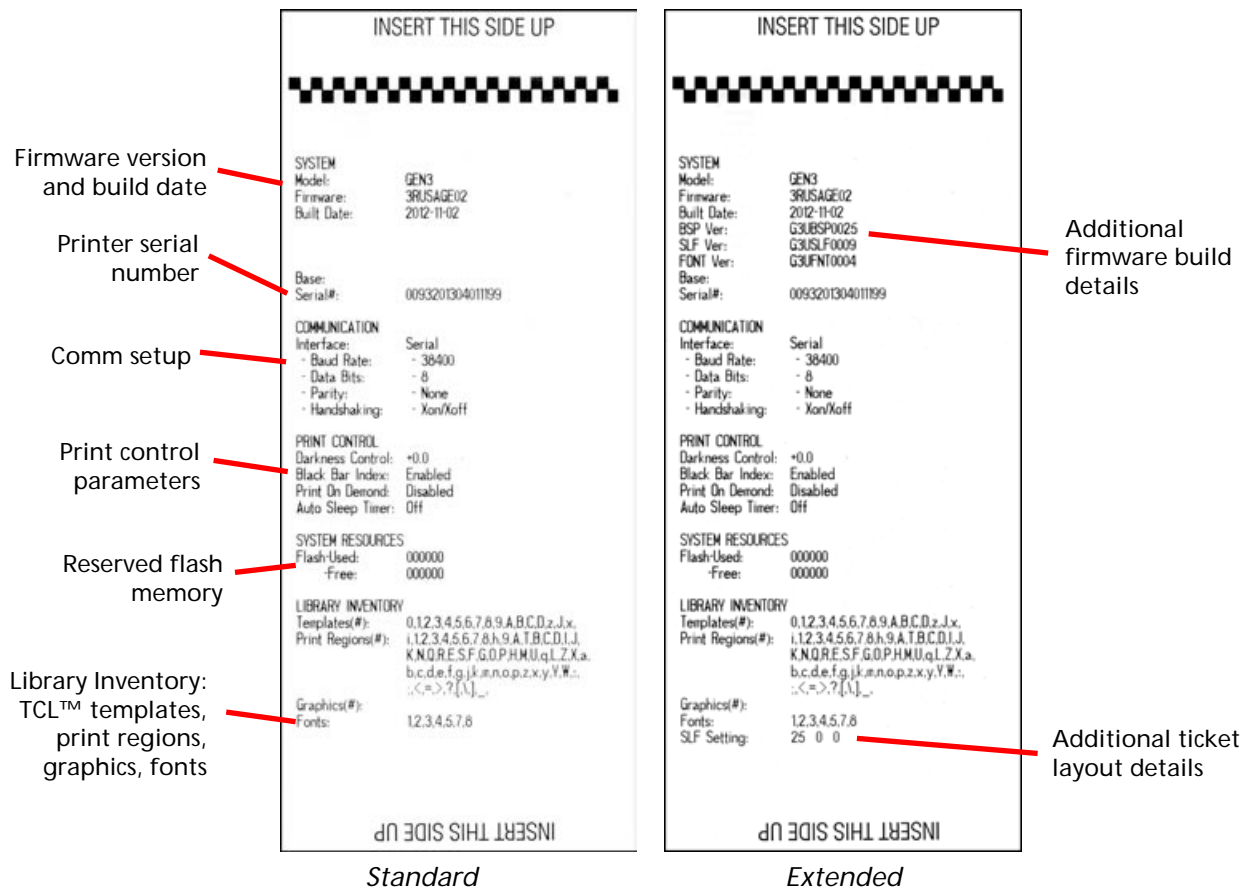 INSERT THIS SIDE UP
SYSTEM
Model: GEN3
Firmware: 3RUSAGE02
Built Date: 2012-11-02
Base:
Serial#: 0093201304011199
COMMUNICATION
Interface: Serial
- Baud Rate: - 38400
- Data Bits: - 8
- Parity: - None
- Handshaking: - Xon/Xoff
PRINT CONTROL
Darkness Control: +0.0
Black Bar Index: Enabled
Print On Demond: Disabled
Auto Sleep Timer: Off
SYSTEM RESOURCES
Flash-Used: 000000
-Free: 000000
LIBRARY INVENTORY
Templates(#): 0,1,2,3,4,5,6,7,8,9,A,B,C,D,z,J,x,
Print Regions(#): i,1,2,3,4,5,6,7,8,h,9,A,T,B,C,D,I,J,
K,N,Q,R,E,S,F,G,O,P,H,M,U,q,L,Z,X,a,
b,c,d,e,f,g,j,k,m,n,o,p,z,x,y,Y,W,:,
;,<,=,>,?,[,\,],_,
Graphics(#):
Fonts: 1,2,3,4,5,7,8
INSERT THIS SIDE UP
Standard
Firmware version
and build date
Printer serial
number
Comm setup
Print control
parameters
Reserved flash
memory
Library Inventory:
TCL™ templates,
print regions,
graphics, fonts
INSERT THIS SIDE UP
SYSTEM
Model: GEN3
Firmware: 3RUSAGE02
Built Date: 2012-11-02
BSP Ver: G3UBSP0025
SLF Ver: G3USLF0009
FONT Ver: G3UFNT0004
Base:
Serial#: 0093201304011199
COMMUNICATION
Interface: Serial
- Baud Rate: - 38400
- Data Bits: - 8
- Parity: - None
- Handshaking: - Xon/Xoff
PRINT CONTROL
Darkness Control: +0.0
Black Bar Index: Enabled
Print On Demond: Disabled
Auto Sleep Timer: Off
SYSTEM RESOURCES
Flash-Used: 000000
-Free: 000000
LIBRARY INVENTORY
Templates(#): 0,1,2,3,4,5,6,7,8,9,A,B,C,D,z,J,x,
Print Regions(#): i,1,2,3,4,5,6,7,8,h,9,A,T,B,C,D,I,J,
K,N,Q,R,E,S,F,G,O,P,H,M,U,q,L,Z,X,a,
b,c,d,e,f,g,j,k,m,n,o,p,z,x,y,Y,W,:,
;,<,=,>,?,[,\,],_,
Graphics(#):
Fonts: 1,2,3,4,5,7,8
SLF Setting: 25 0 0
INSERT THIS SIDE UP
Extended
Additional
firmware build
details
Additional ticket
layout details